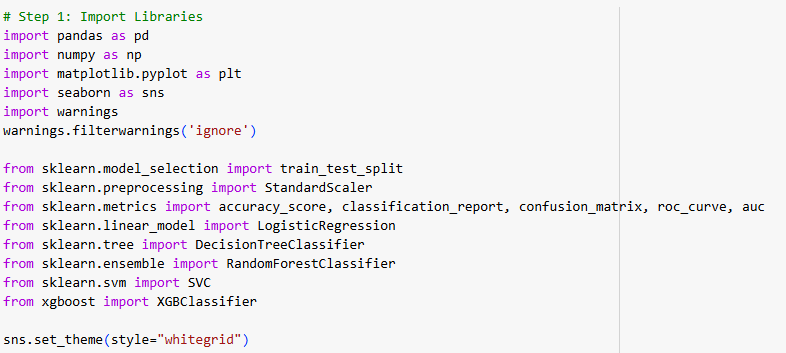 # Step 1: Import Libraries
import pandas as pd
import numpy as np
import matplotlib.pyplot as plt
import seaborn as sns
import warnings
warnings.filterwarnings('ignore')
from sklearn.model_selection import train_test_split
from sklearn.preprocessing import StandardScaler
from sklearn.metrics import accuracy_score, classification_report, confusion_matrix, roc_curve, auc
from sklearn.linear_model import LogisticRegression
from sklearn.tree import DecisionTreeClassifier
from sklearn.ensemble import RandomForestClassifier
from sklearn.svm import SVC
from xgboost import XGBClassifier
sns.set_theme(style="whitegrid")